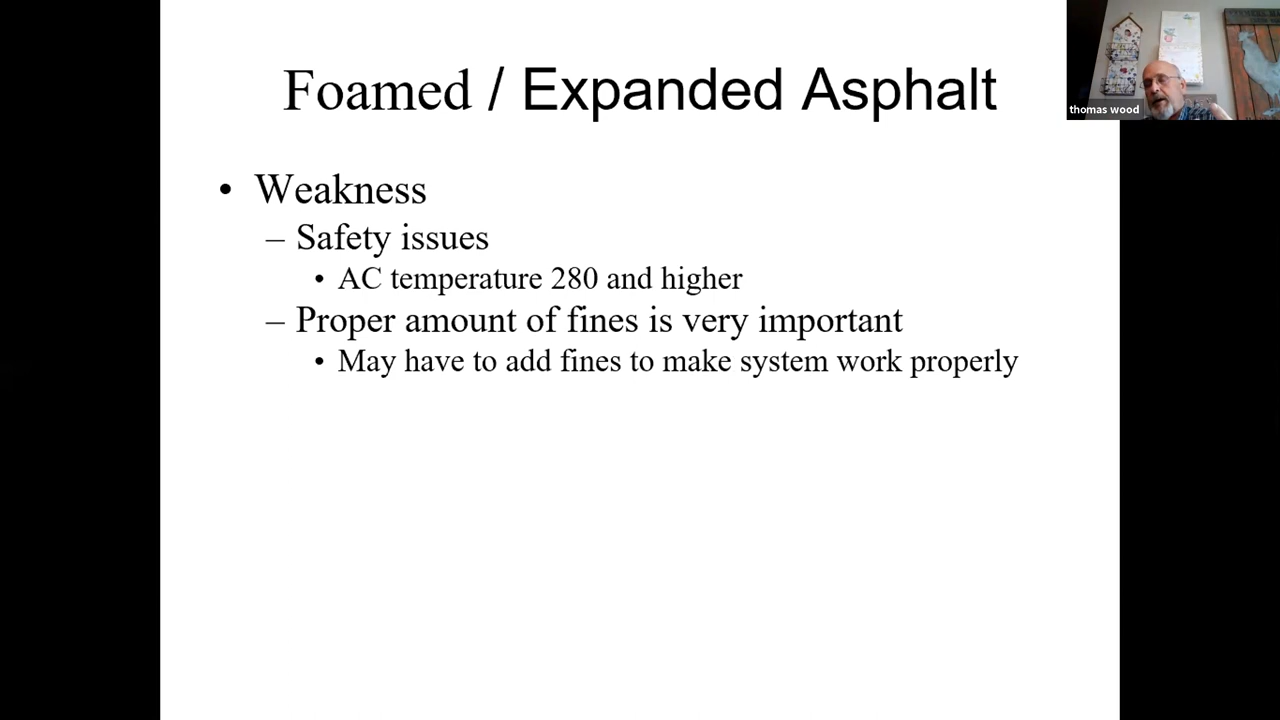 Foamed / Expanded Asphalt
thomas wood
• Weakness
– Safety issues
• AC temperature 280 and higher
– Proper amount of fines is very important
• May have to add fines to make system work properly